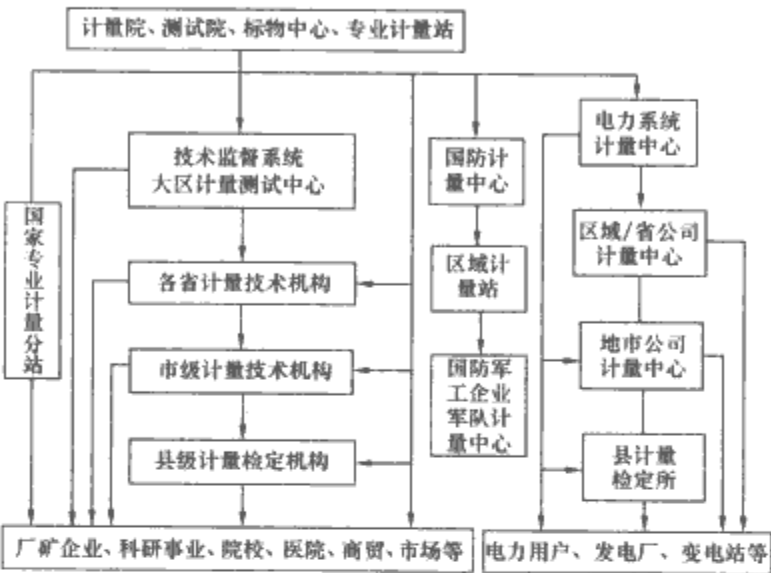 计量院、测试院、标物中心、专业计量站
技术监督系统
大区计量测试中心
国防计
量中心
电力系统
计量中心
国家专业计量分站
各省计量技术机构
区域计
量站
区域/省公司
计量中心
市级计量技术机构
国防军
工企业
军队计
量中心
地市公司
计量中心
县级计量检定机构
县计量
检定所
厂矿企业、科研事业、院校、医院、商贸、市场等
电力用户、发电厂、变电站等